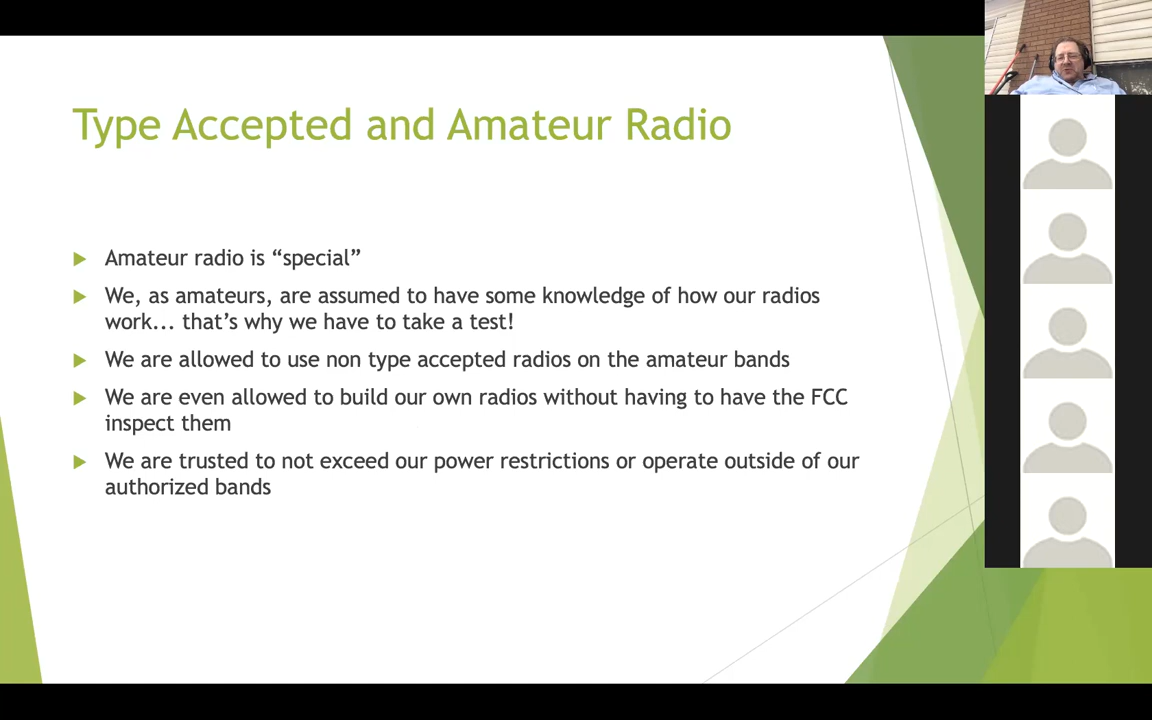 Type Accepted and Amateur Radio
Amateur radio is “special”
We, as amateurs, are assumed to have some knowledge of how our radios
work... that’s why we have to take a test!
We are allowed to use non type accepted radios on the amateur bands
We are even allowed to build our own radios without having to have the FCC
inspect them
We are trusted to not exceed our power restrictions or operate outside of our
authorized bands